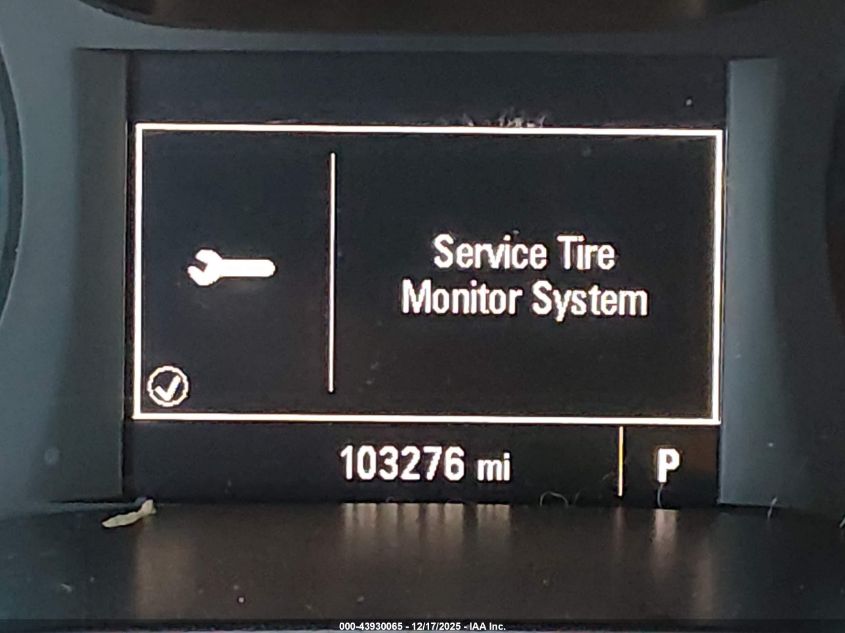 Service Tire
Monitor System
103276 mi
P
000-43930065 - 12/17/2025 - IAA Inc.